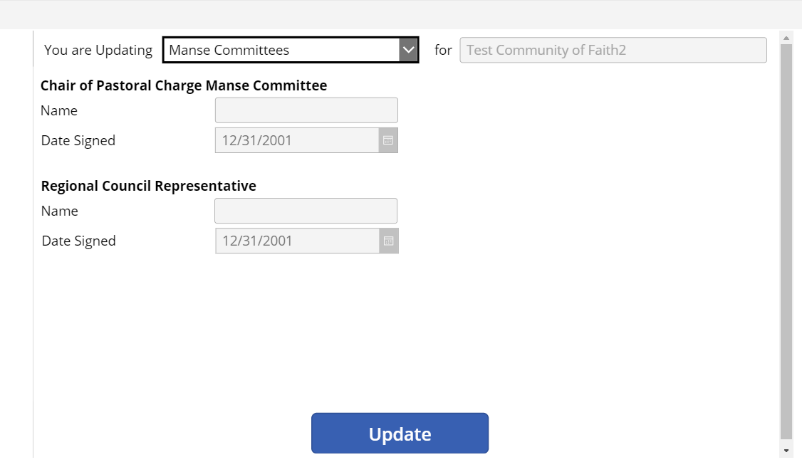 You are Updating Manse Committees for Test Community of Faith2
Chair of Pastoral Charge Manse Committee
Name
Date Signed 12/31/2001
Regional Council Representative
Name
Date Signed 12/31/2001
Update